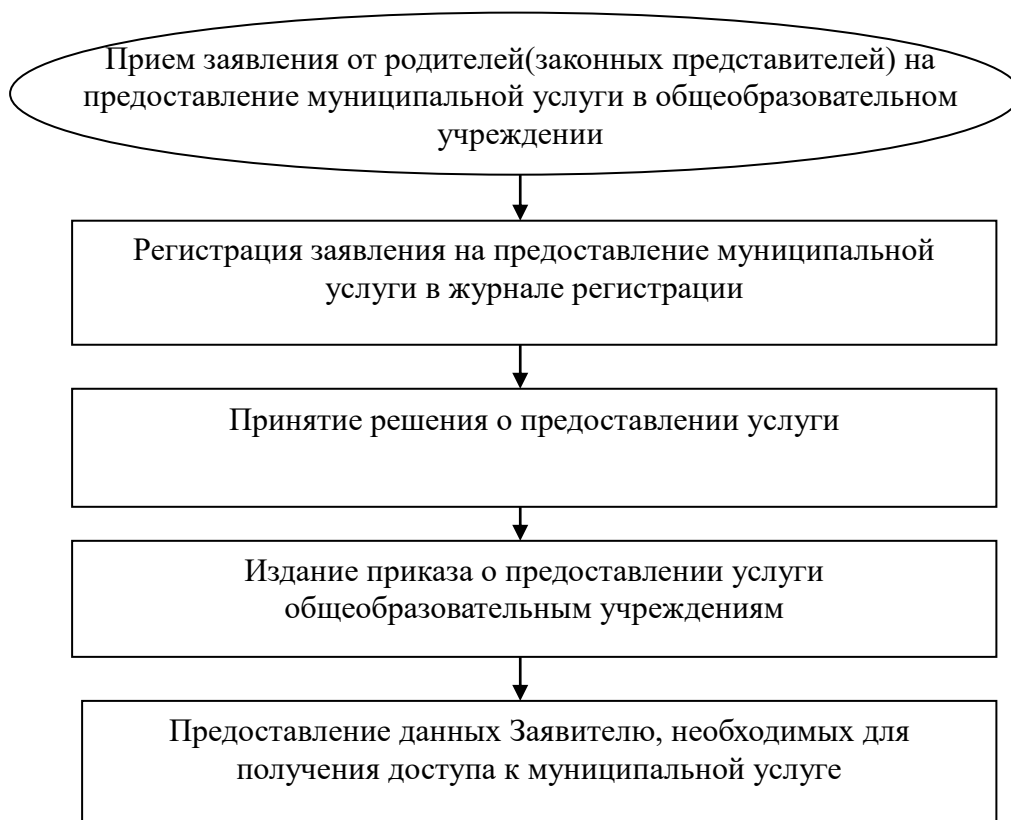 Прием заявления от родителей(законных представителей) на
предоставление муниципальной услуги в общеобразовательном
учреждении
Регистрация заявления на предоставление муниципальной
услуги в журнале регистрации
Принятие решения о предоставлении услуги
Издание приказа о предоставлении услуги
общеобразовательным учреждениям
Предоставление данных Заявителю, необходимых для
получения доступа к муниципальной услуге